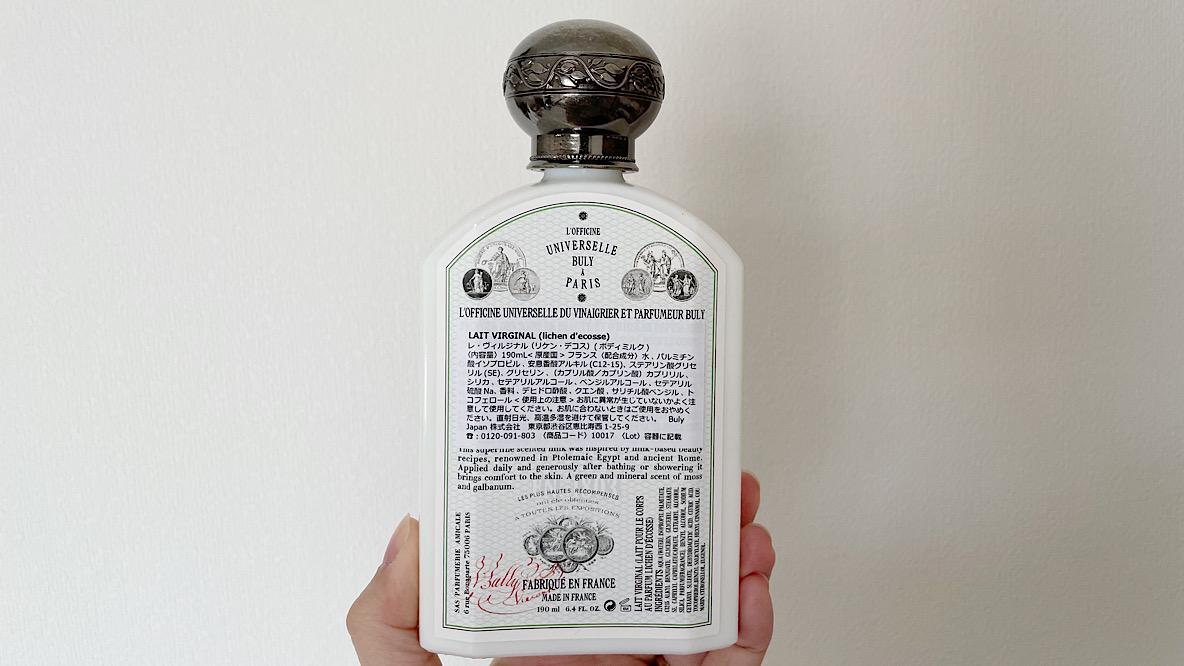 L'OFFICINE
UNIVERSELLE
BULY
À
PARIS
L'OFFICINE UNIVERSELLE DU VINAIGRIER ET PARFUMEUR BULY
LAIT VIRGINAL (lichen d'ecosse)
レ・ヴィルジナル（リケン・デコス）（ボディミルク）
〈内容量〉190mL< 原産国 > フランス〈配合成分〉水、パルミチン
酸イソプロピル、安息香酸アルキル(C12-15)、ステアリン酸グリセ
リル(SE)、グリセリン、（カプリル酸／カプリン酸）カプリリル、
シリカ、セテアリルアルコール、ベンジルアルコール、セテアリル
硫酸 Na、香料、デヒドロ酢酸、クエン酸、サリチル酸ベンジル、ト
コフェロール < 使用上の注意 > お肌に異常が生じていないかよく注
意して使用してください。お肌に合わないときはご使用をおやめく
ださい。直射日光、高温多湿を避けて保管してください。 Buly
Japan 株式会社 東京都渋谷区恵比寿西 1-25-9
☎：0120-091-803 〈商品コード〉10017 〈Lot〉容器に記載
This superfine scented milk was inspired by milk-based beauty
recipes, renowned in Ptolemaic Egypt and ancient Rome.
Applied daily and generously after bathing or showering it
brings comfort to the skin. A green and mineral scent of moss
and galbanum.
LES PLUS HAUTES RÉCOMPENSES
ont été obtenues
A TOUTES LES EXPOSITIONS
SAS PARFUMERIE AMICALE
6 rue Bonaparte 75006 PARIS
FABRIQUÉ EN FRANCE
MADE IN FRANCE
190 ml 6.4 FL. OZ.
LAIT VIRGINAL (LAIT POUR LE CORPS
AU PARFUM LICHEN D'ÉCOSSE)